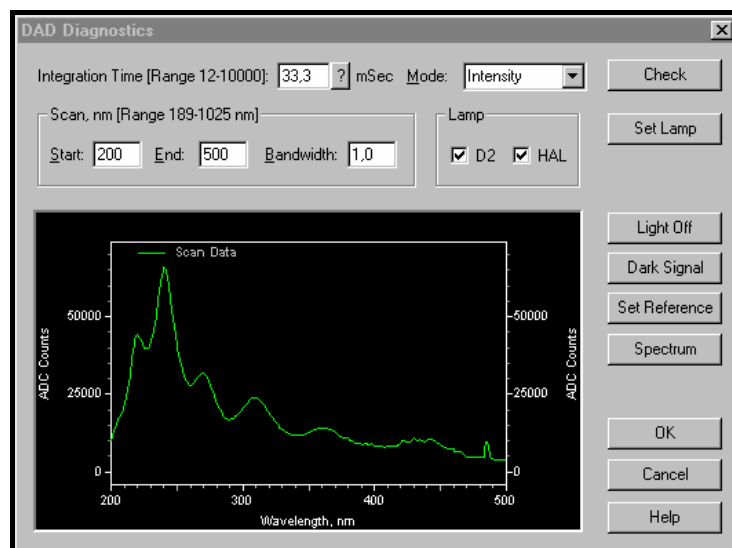 DAD Diagnostics
Integration Time [Range 12-10000]: 33,3 ? mSec Mode: Intensity
Check
Scan, nm [Range 189-1025 nm]
Start: 200 End: 500 Bandwidth: 1,0
Lamp
D2 HAL
Set Lamp
Light Off
Dark Signal
Set Reference
Spectrum
Scan Data
ADC Counts
50000
25000
0
50000
25000
0
ADC Counts
200 300 400 500
Wavelength, nm
OK
Cancel
Help